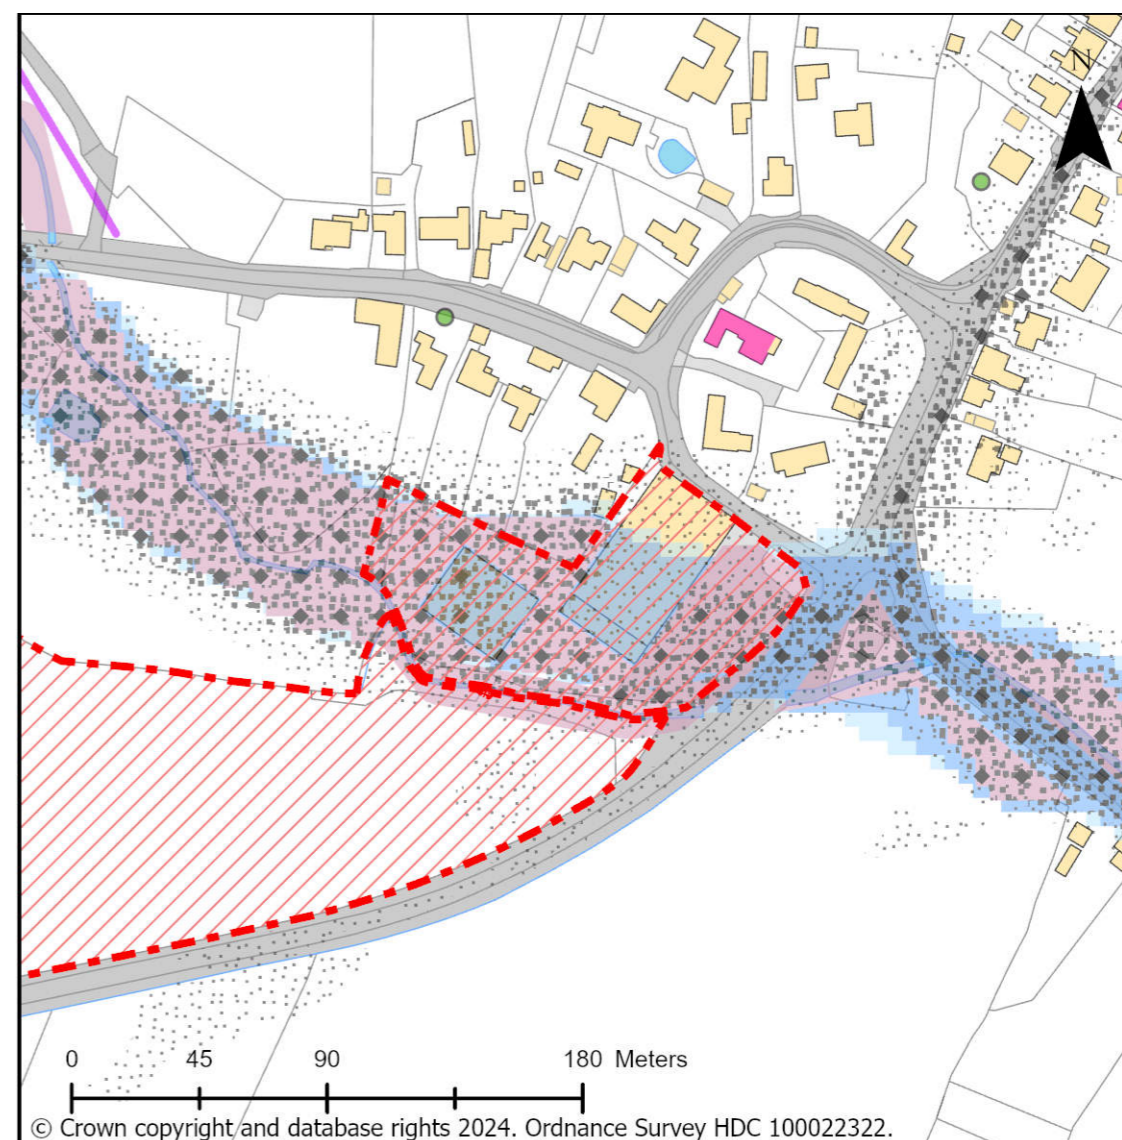 N
0 45 90 180 Meters
© Crown copyright and database rights 2024. Ordnance Survey HDC 100022322.